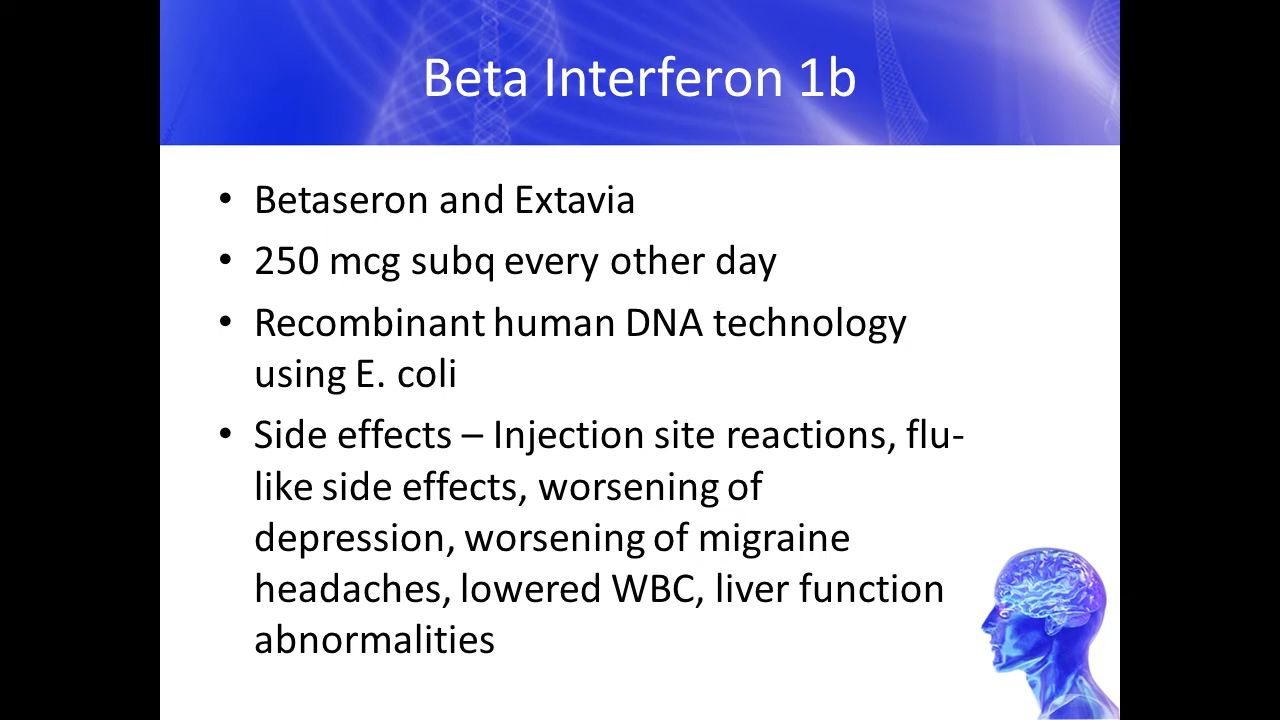 Beta Interferon 1b
• Betaseron and Extavia
• 250 mcg subq every other day
• Recombinant human DNA technology
using E. coli
• Side effects – Injection site reactions, flu-
like side effects, worsening of
depression, worsening of migraine
headaches, lowered WBC, liver function
abnormalities